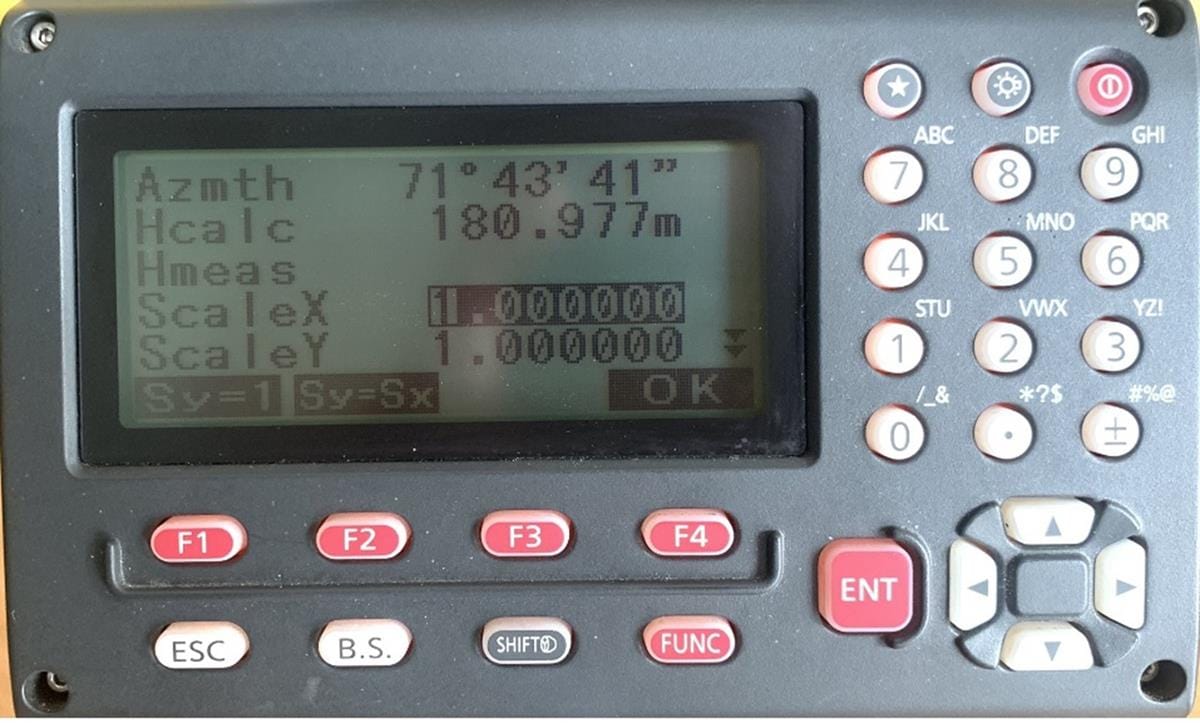 Azmth 71°43'41"
Hcalc 180.977m
Hmeas
ScaleX 1.000000
ScaleY 1.000000
Sy=1 Sy=Sx OK
ABC DEF GHI
7 8 9
JKL MNO PQR
4 5 6
STU VWX YZ!
1 2 3
/_& *?$ #%@
0 . ±
F1 F2 F3 F4
ENT
ESC B.S. SHIFT FUNC